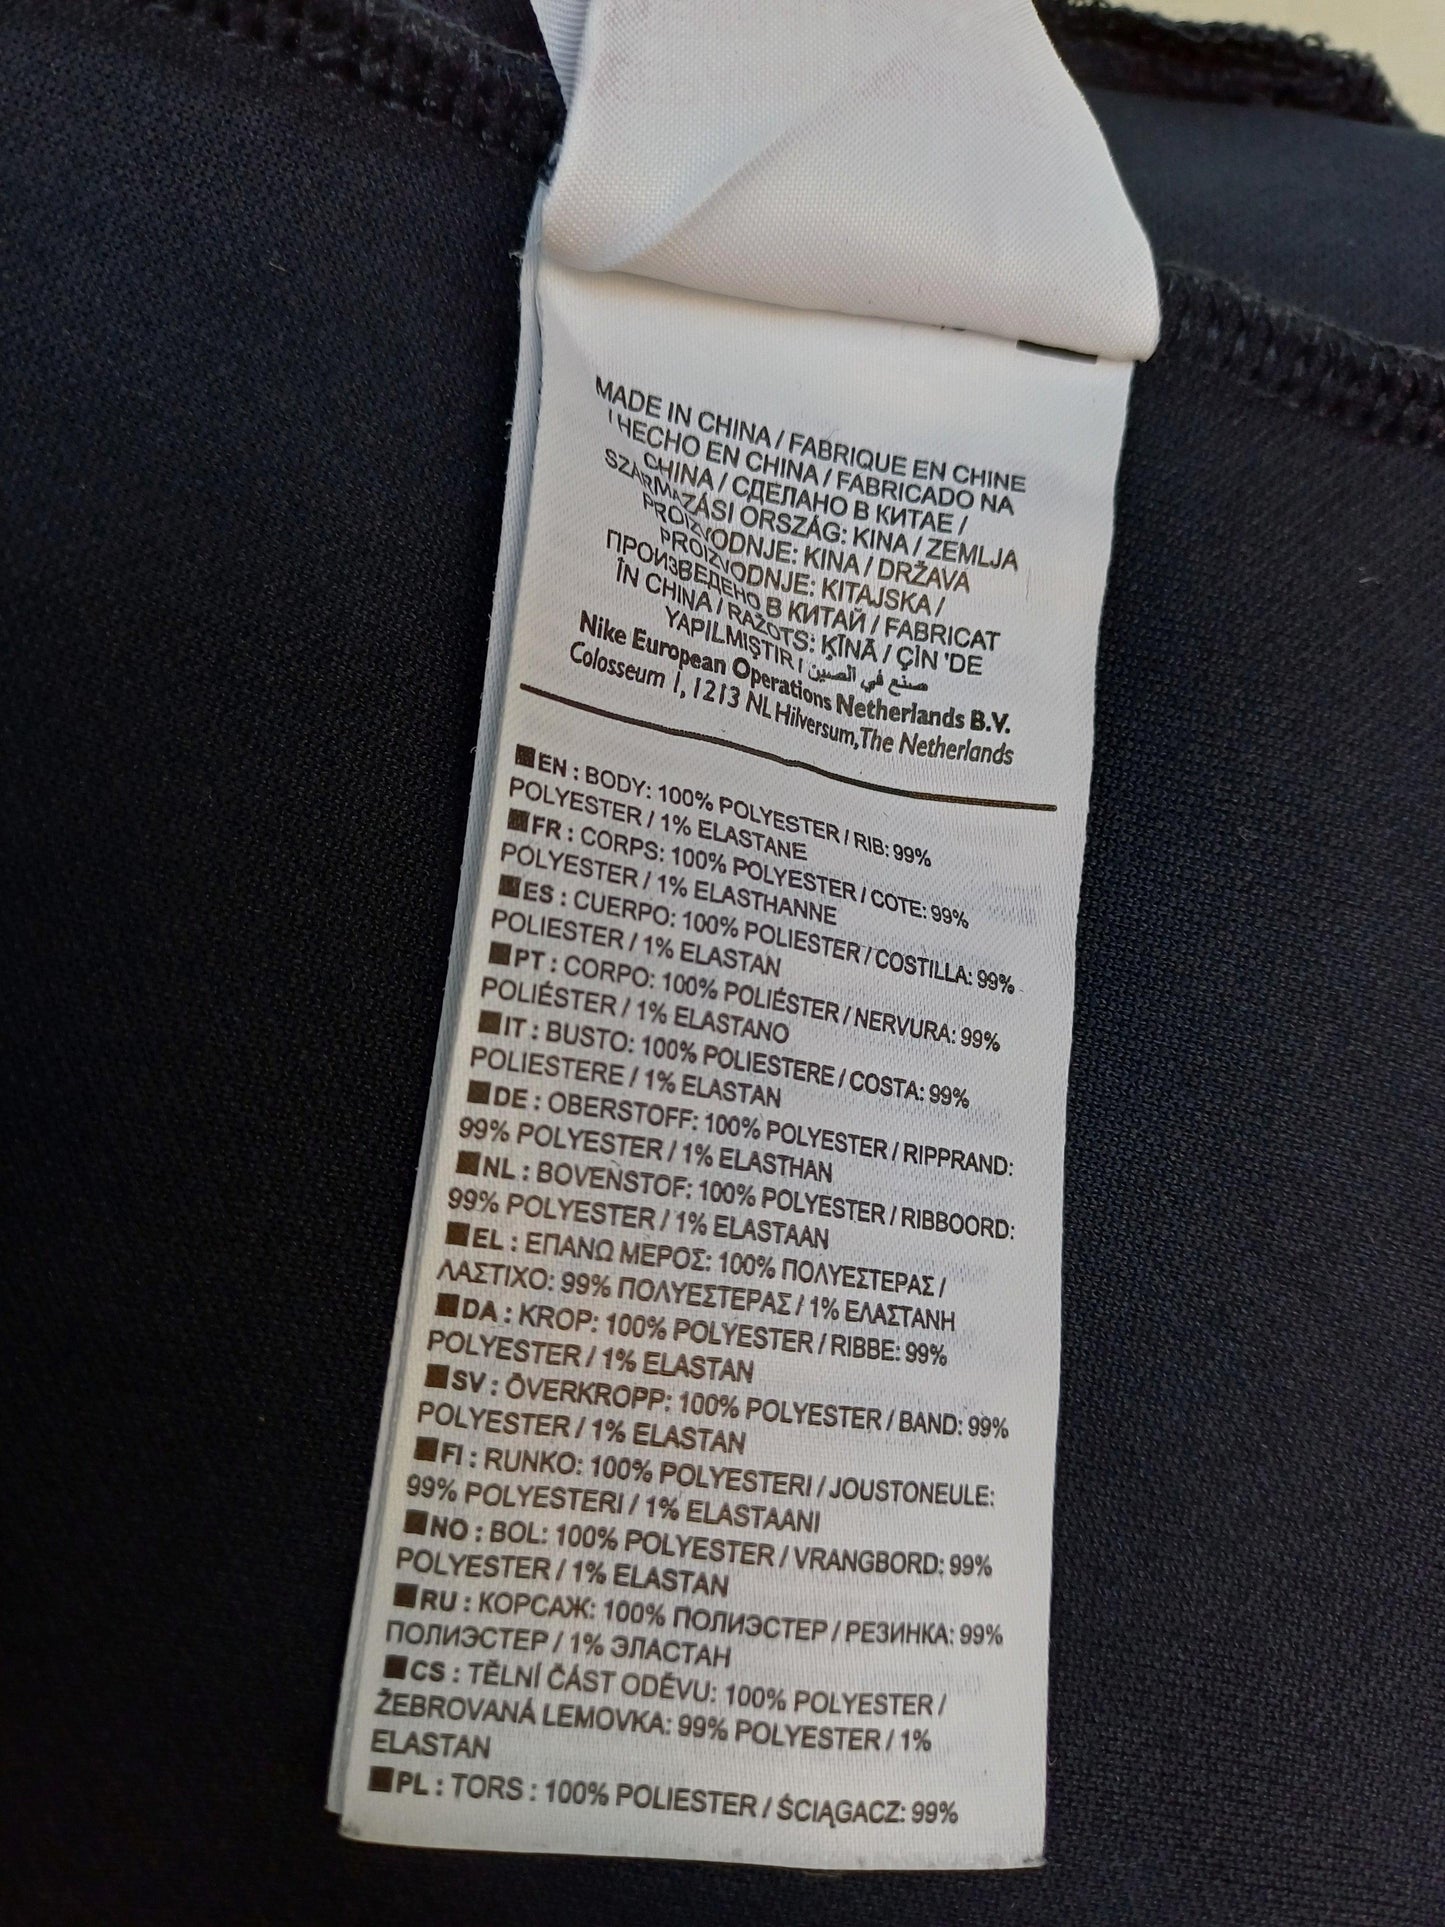 MADE IN CHINA / FABRIQUE EN CHINE
/ HECHO EN CHINA / FABRICADO NA
CHINA / СДЕЛАНО В КИТАЕ /
SZÁRMAZÁSI ORSZÁG: KINA / ZEMLJA
PROIZVODNJE: KINA / DRŽAVA
PROIZVODNJE: KITAJSKA /
ПРОИЗВЕДЕНО В КИТАЙ / FABRICAT
ÎN CHINA / RAŽOTS: ĶĪNĀ / ÇİN 'DE
YAPILMIŞTIR / صنع في الصين
Nike European Operations Netherlands B.V.
Colosseum 1, 1213 NL Hilversum, The Netherlands
EN : BODY: 100% POLYESTER / RIB: 99%
POLYESTER / 1% ELASTANE
FR : CORPS: 100% POLYESTER / COTE: 99%
POLYESTER / 1% ELASTHANNE
ES : CUERPO: 100% POLIESTER / COSTILLA: 99%
POLIESTER / 1% ELASTAN
PT : CORPO: 100% POLIÉSTER / NERVURA: 99%
POLIÉSTER / 1% ELASTANO
IT : BUSTO: 100% POLIESTERE / COSTA: 99%
POLIESTERE / 1% ELASTAN
DE : OBERSTOFF: 100% POLYESTER / RIPPRAND:
99% POLYESTER / 1% ELASTHAN
NL : BOVENSTOF: 100% POLYESTER / RIBBOORD:
99% POLYESTER / 1% ELASTAAN
EL : ΕΠΑΝΩ ΜΕΡΟΣ: 100% ΠΟΛΥΕΣΤΕΡΑΣ /
ΛΑΣΤΙΧΟ: 99% ΠΟΛΥΕΣΤΕΡΑΣ / 1% ΕΛΑΣΤΑΝΗ
DA : KROP: 100% POLYESTER / RIBBE: 99%
POLYESTER / 1% ELASTAN
SV : ÖVERKROPP: 100% POLYESTER / BAND: 99%
POLYESTER / 1% ELASTAN
FI : RUNKO: 100% POLYESTERI / JOUSTONEULE:
99% POLYESTERI / 1% ELASTAANI
NO : BOL: 100% POLYESTER / VRANGBORD: 99%
POLYESTER / 1% ELASTAN
RU : КОРСАЖ: 100% ПОЛИЭСТЕР / РЕЗИНКА: 99%
ПОЛИЭСТЕР / 1% ЭЛАСТАН
CS : TĚLNÍ ČÁST ODĚVU: 100% POLYESTER /
ŽEBROVANÁ LEMOVKA: 99% POLYESTER / 1%
ELASTAN
PL : TORS : 100% POLIESTER / ŚCIĄGACZ: 99%